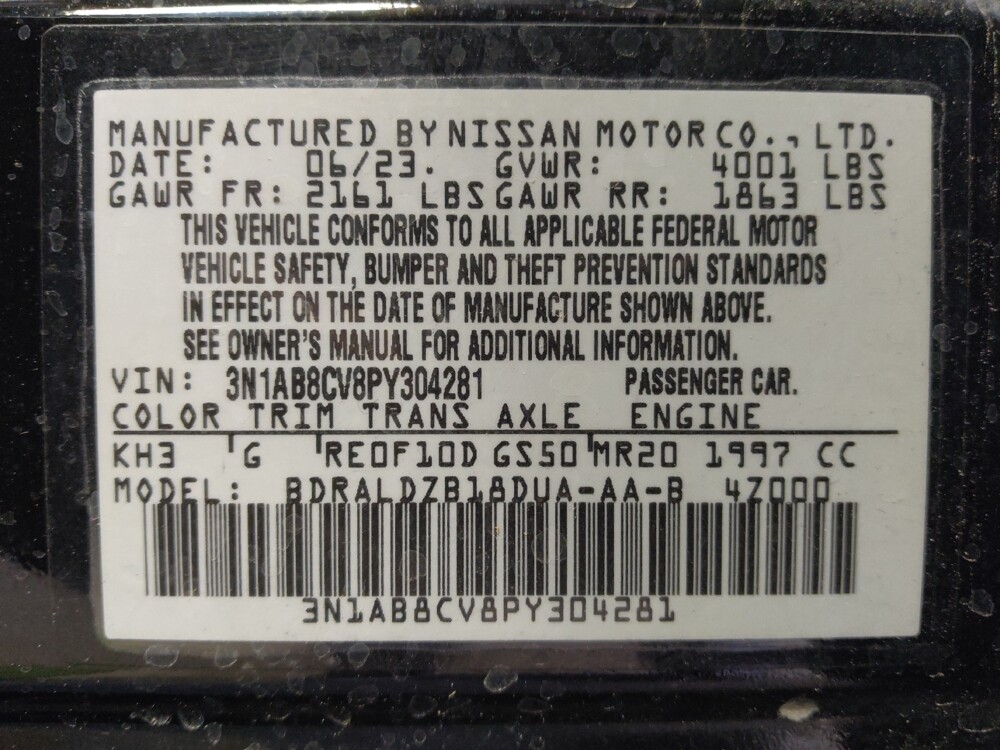 MANUFACTURED BY NISSAN MOTOR CO., LTD.
DATE: 06/23. GVWR: 4001 LBS
GAWR FR: 2161 LBS GAWR RR: 1863 LBS
THIS VEHICLE CONFORMS TO ALL APPLICABLE FEDERAL MOTOR
VEHICLE SAFETY, BUMPER AND THEFT PREVENTION STANDARDS
IN EFFECT ON THE DATE OF MANUFACTURE SHOWN ABOVE.
SEE OWNER'S MANUAL FOR ADDITIONAL INFORMATION.
VIN: 3N1AB8CV8PY304281 PASSENGER CAR.
COLOR TRIM TRANS AXLE ENGINE
KH3 G RE0F10D GS50 MR20 1997 CC
MODEL: BDRALDZB18DUA-AA-B 4Z000
3N1AB8CV8PY304281